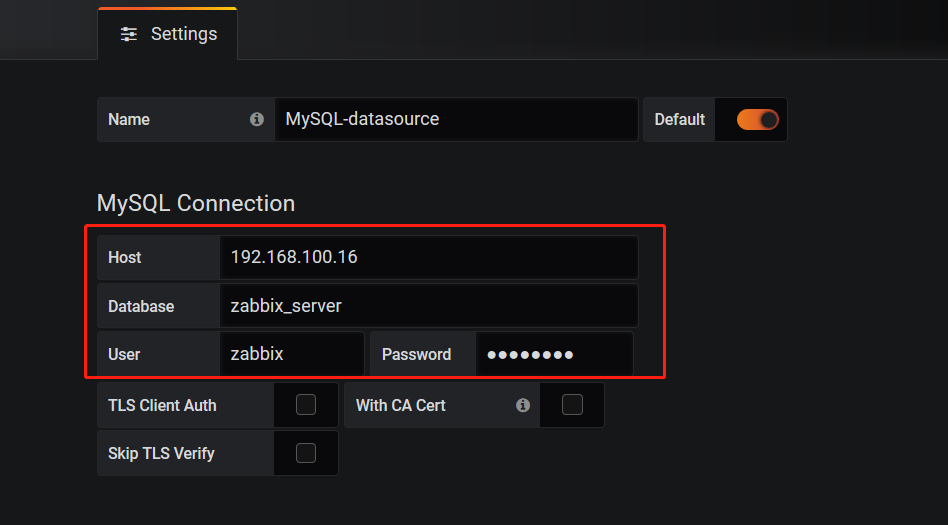 Settings
Name MySQL-datasource Default
MySQL Connection
Host 192.168.100.16
Database zabbix_server
User zabbix Password ●●●●●●●●
TLS Client Auth With CA Cert
Skip TLS Verify